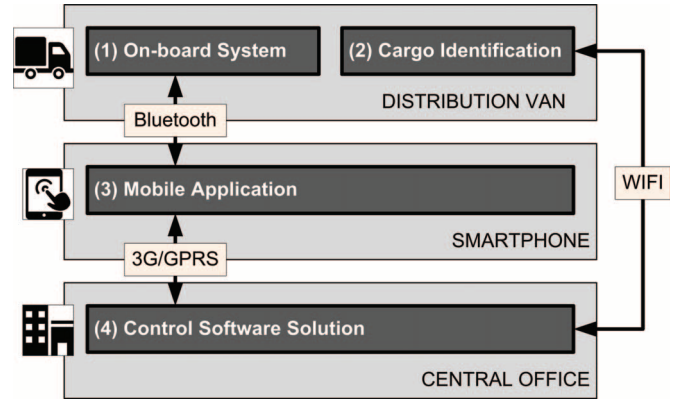 (1) On-board System
(2) Cargo Identification
DISTRIBUTION VAN
Bluetooth
(3) Mobile Application
WIFI
SMARTPHONE
3G/GPRS
(4) Control Software Solution
CENTRAL OFFICE